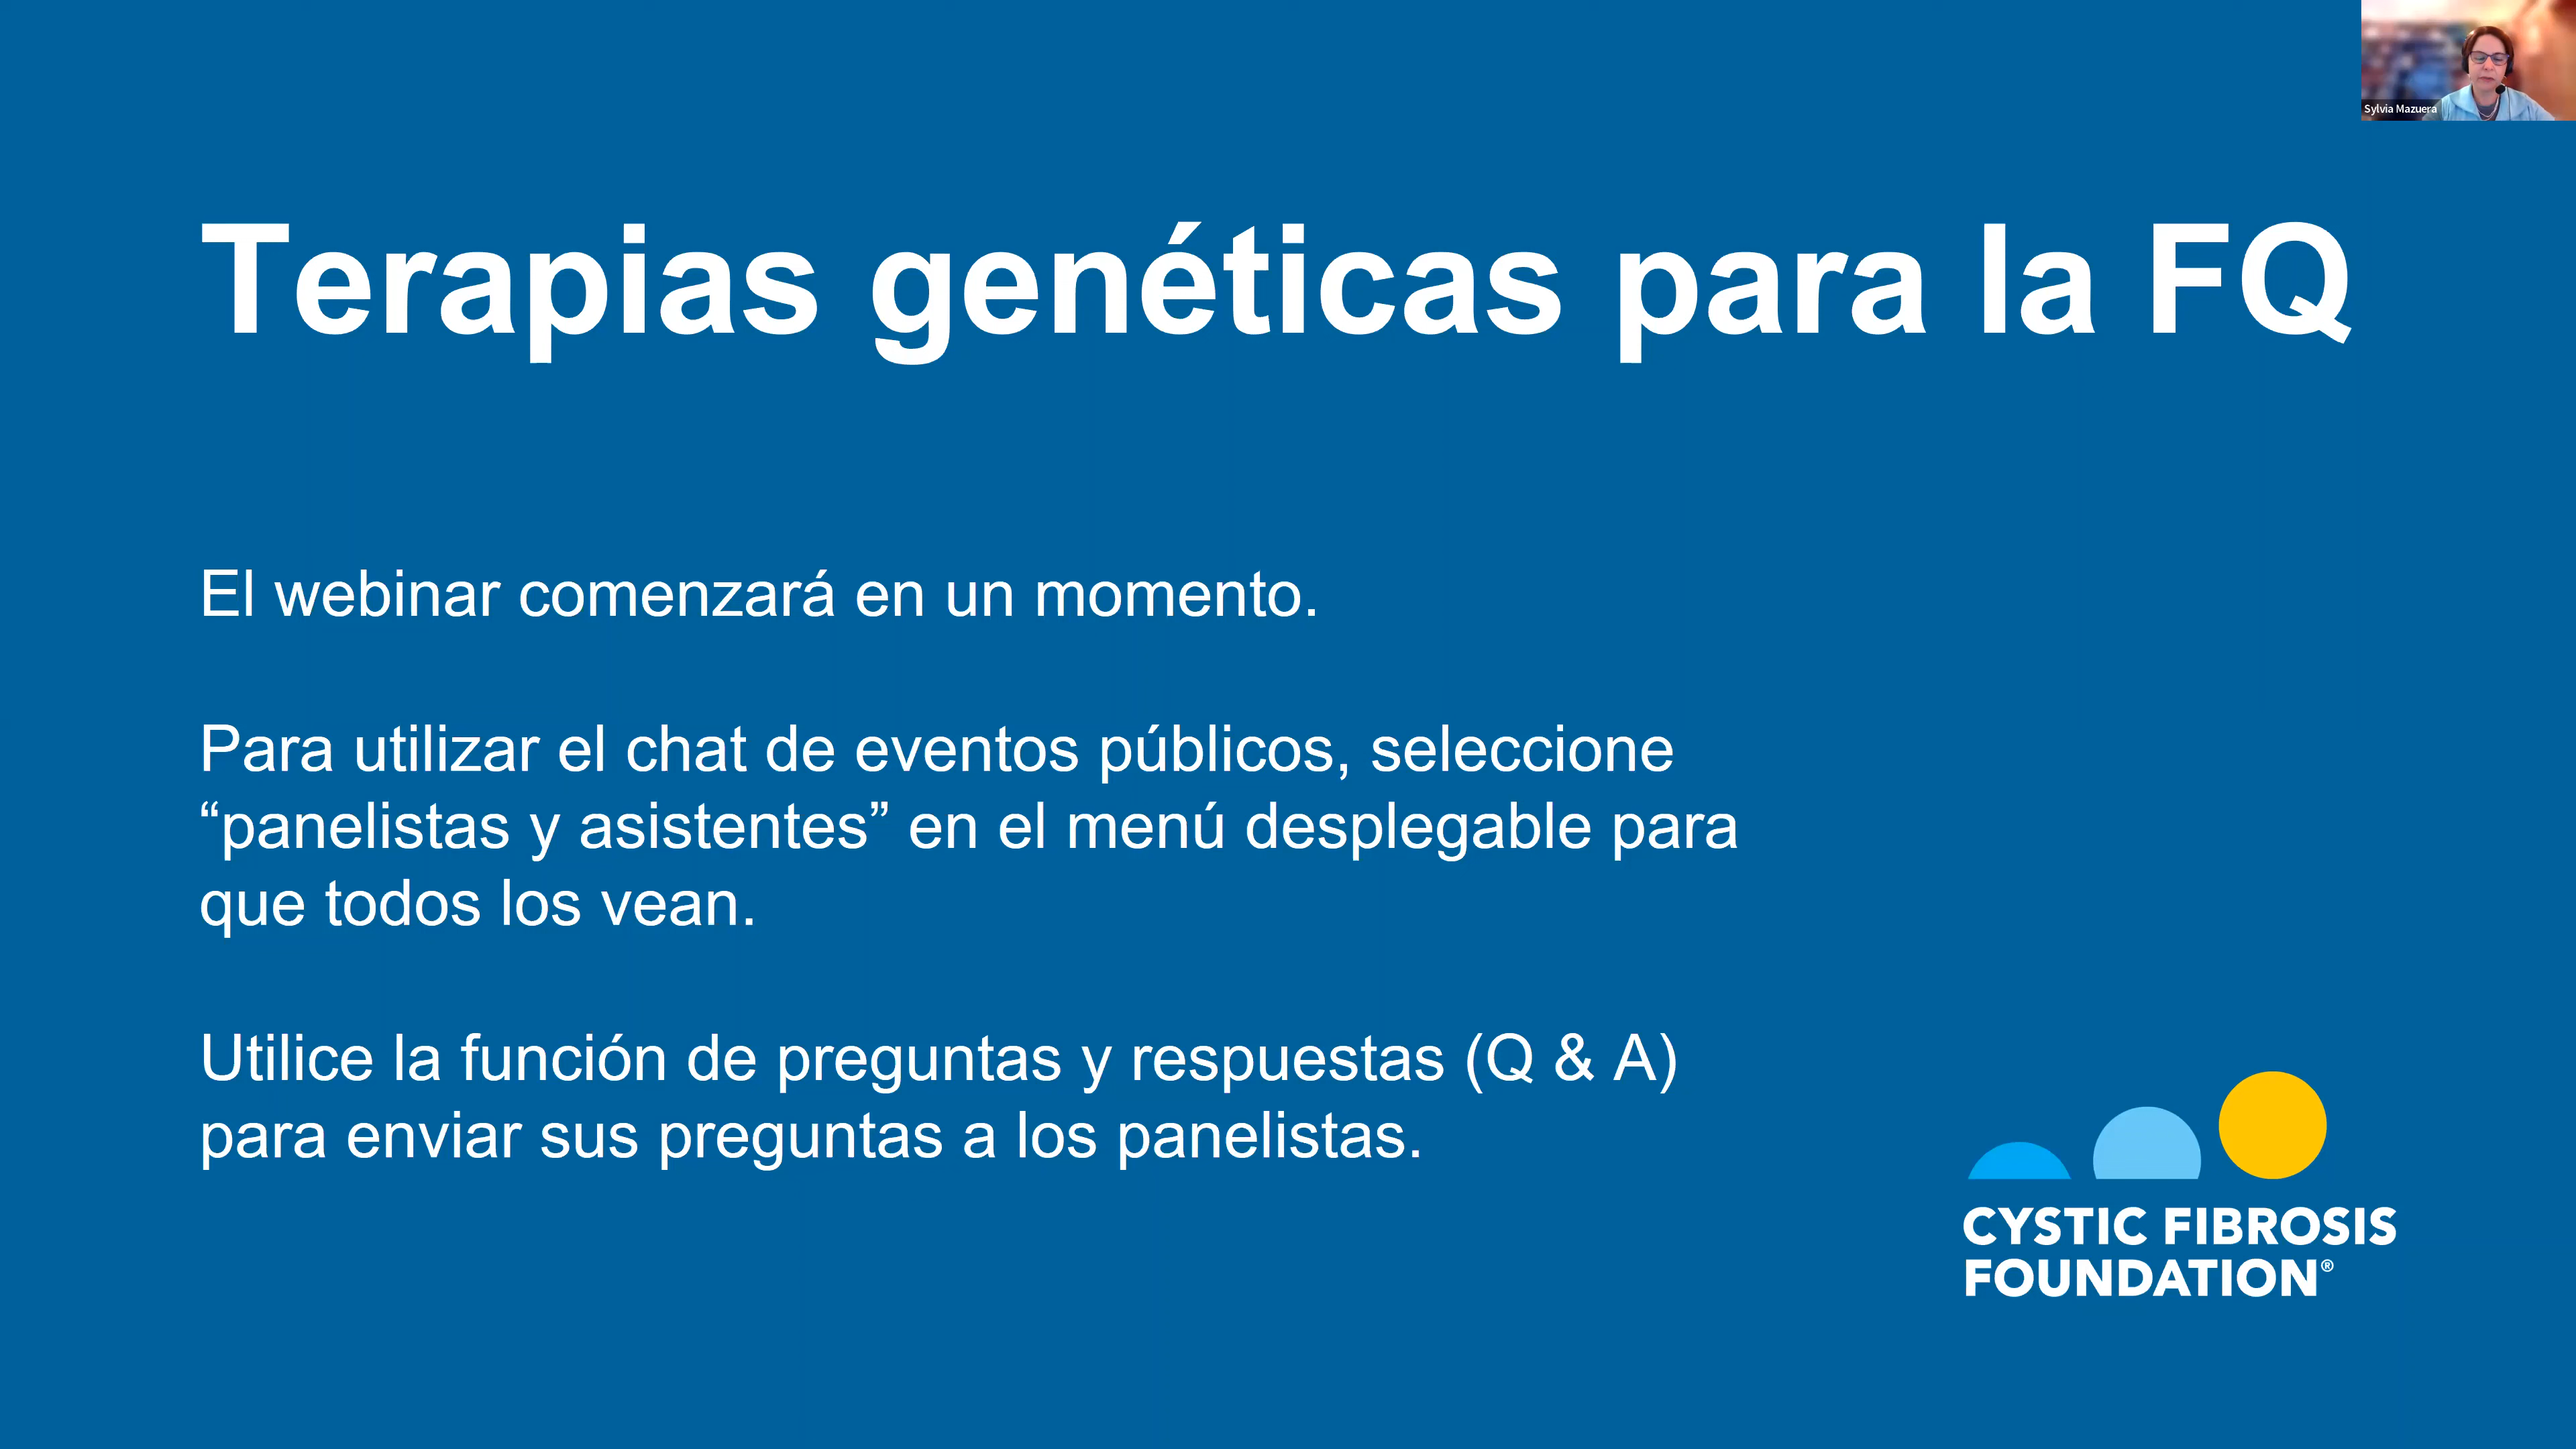 Sylvia Mazuera
Terapias genéticas para la FQ
El webinar comenzará en un momento.
Para utilizar el chat de eventos públicos, seleccione
“panelistas y asistentes” en el menú desplegable para
que todos los vean.
Utilice la función de preguntas y respuestas (Q & A)
para enviar sus preguntas a los panelistas.
CYSTIC FIBROSIS
FOUNDATION®